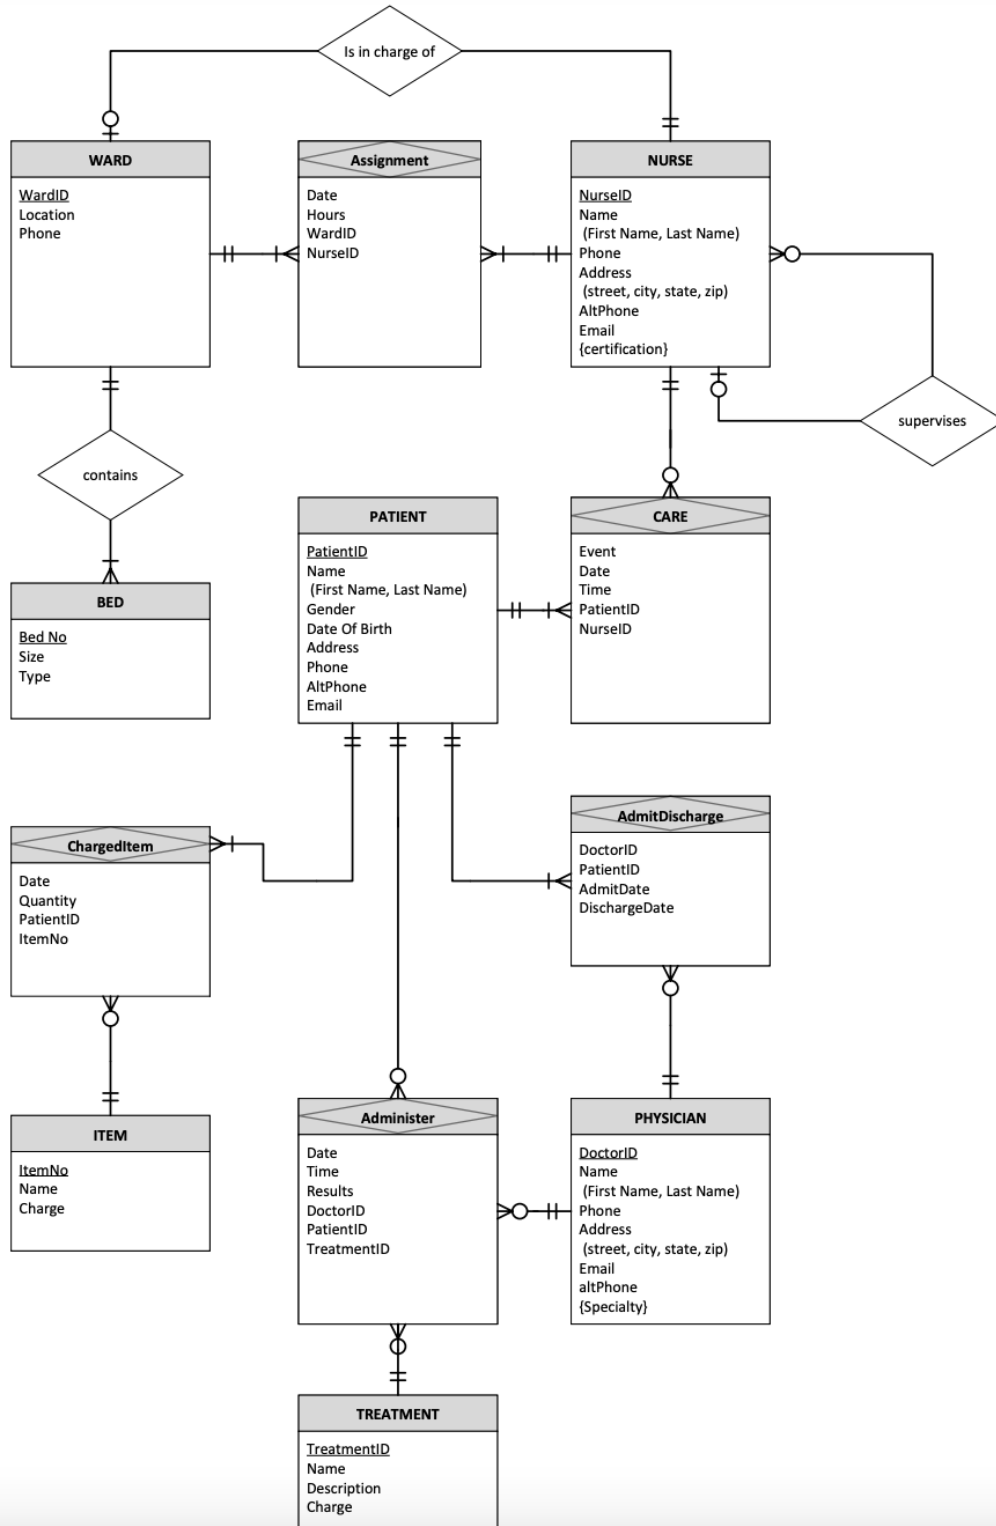 Is in charge of
WARD
WardID
Location
Phone
Assignment
Date
Hours
WardID
NurseID
NURSE
NurseID
Name
(First Name, Last Name)
Phone
Address
(street, city, state, zip)
AltPhone
Email
{certification}
supervises
contains
PATIENT
PatientID
Name
(First Name, Last Name)
Gender
Date Of Birth
Address
Phone
AltPhone
Email
CARE
Event
Date
Time
PatientID
NurseID
BED
Bed No
Size
Type
ChargedItem
Date
Quantity
PatientID
ItemNo
AdmitDischarge
DoctorID
PatientID
AdmitDate
DischargeDate
ITEM
ItemNo
Name
Charge
Administer
Date
Time
Results
DoctorID
PatientID
TreatmentID
PHYSICIAN
DoctorID
Name
(First Name, Last Name)
Phone
Address
(street, city, state, zip)
Email
altPhone
{Specialty}
TREATMENT
TreatmentID
Name
Description
Charge